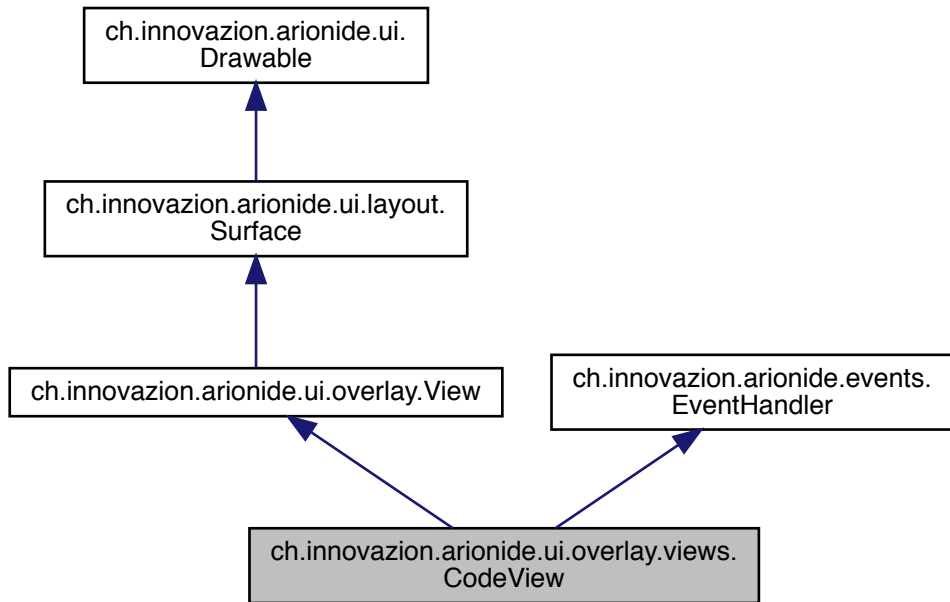 ch.innovazion.arionide.ui.
Drawable
ch.innovazion.arionide.ui.layout.
Surface
ch.innovazion.arionide.ui.overlay.View
ch.innovazion.arionide.events.
EventHandler
ch.innovazion.arionide.ui.overlay.views.
CodeView